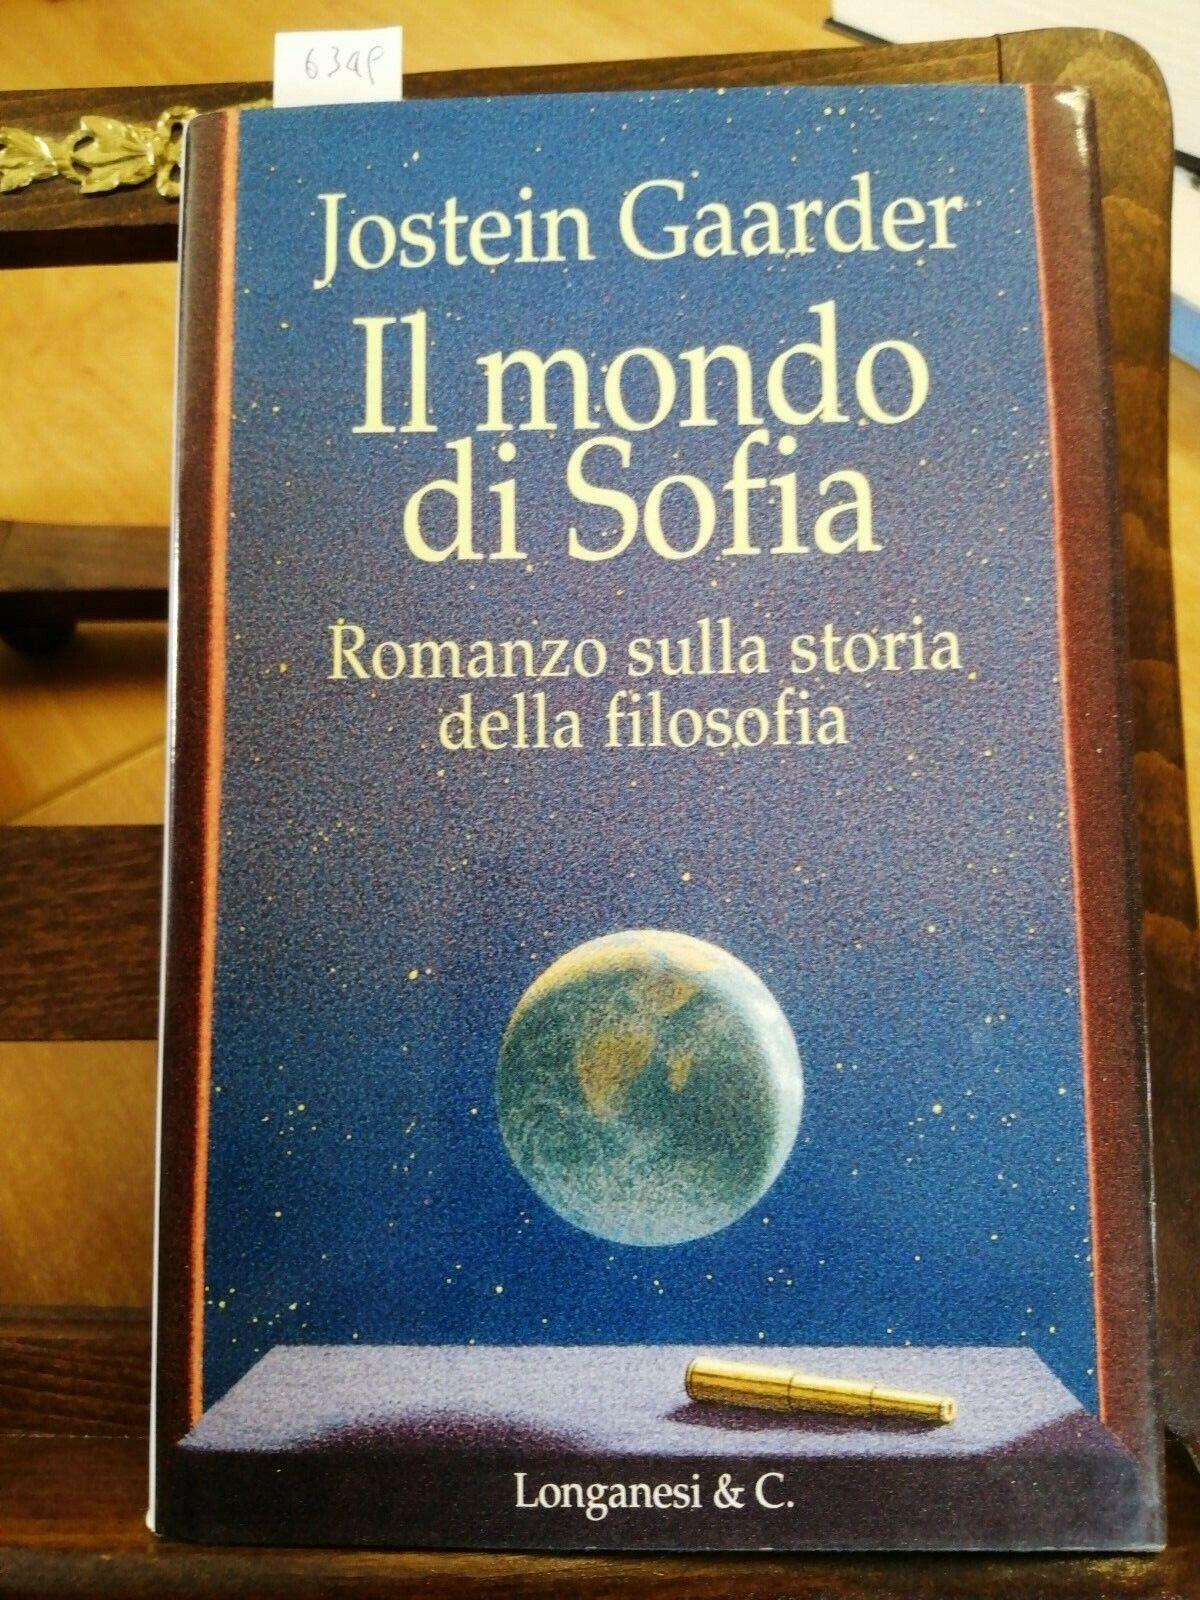 634P
Jostein Gaarder
Il mondo
di Sofia
Romanzo sulla storia
della filosofia
Longanesi & C.